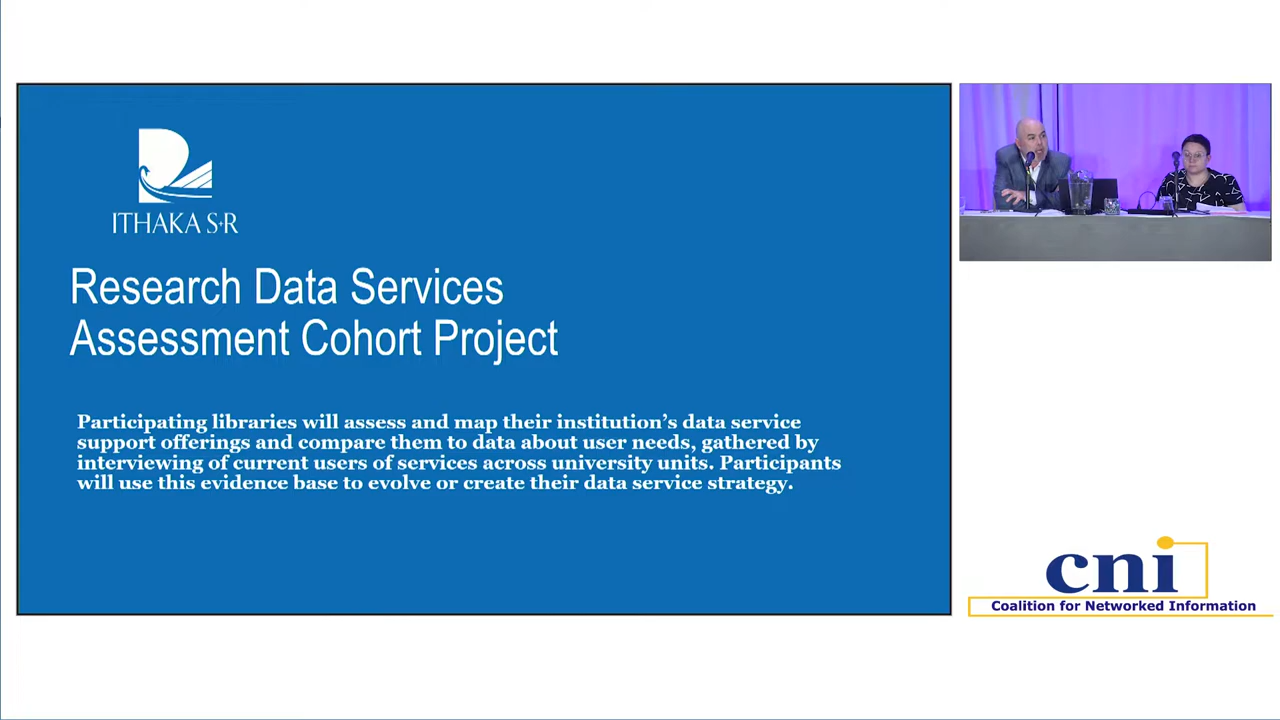 ITHAKA S+R
Research Data Services
Assessment Cohort Project
Participating libraries will assess and map their institution’s data service
support offerings and compare them to data about user needs, gathered by
interviewing of current users of services across university units. Participants
will use this evidence base to evolve or create their data service strategy.
cni
Coalition for Networked Information